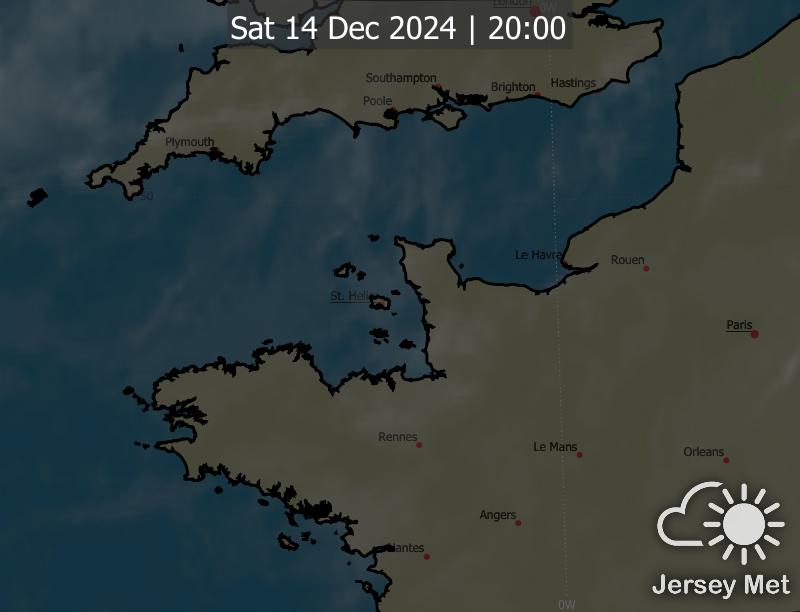 London
0W
Sat 14 Dec 2024 | 20:00
Southampton
Brighton
Hastings
Poole
Plymouth
50
Le Havre
Rouen
St. Helier
Paris
Rennes
Le Mans
Orleans
Angers
Nantes
Jersey Met
0W